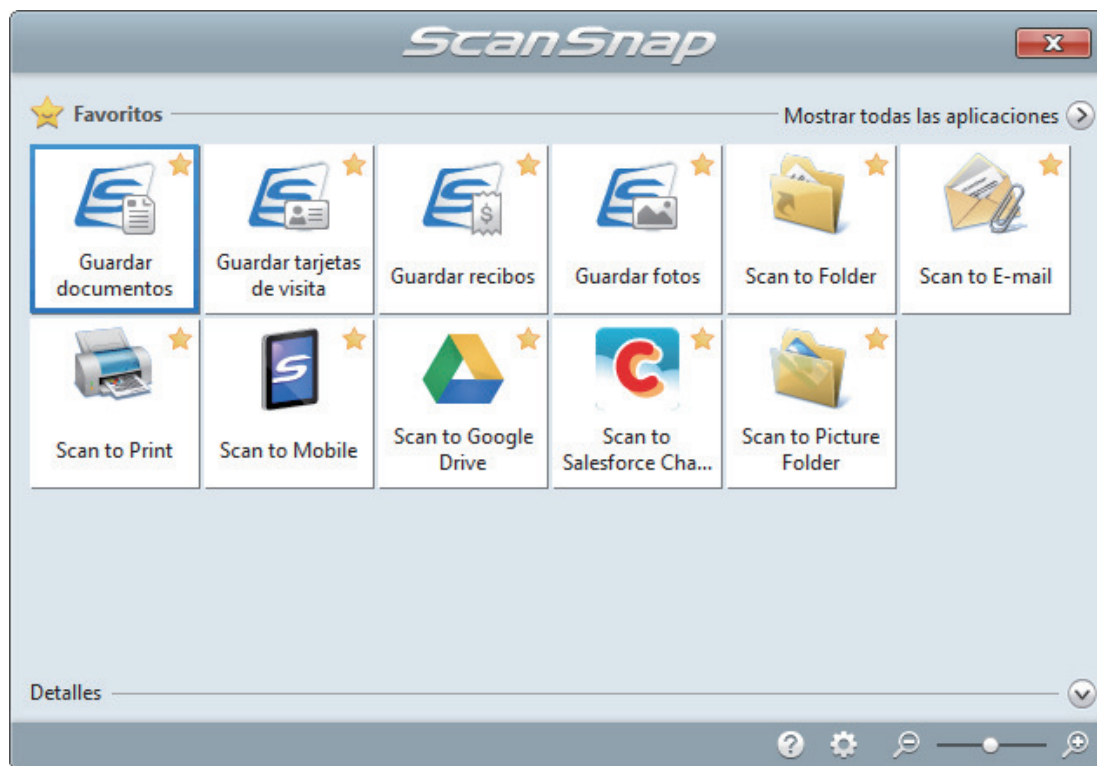 ScanSnap
Favoritos
Mostrar todas las aplicaciones
Guardar
documentos
Guardar tarjetas
de visita
Guardar recibos
Guardar fotos
Scan to Folder
Scan to E-mail
Scan to Print
Scan to Mobile
Scan to Google
Drive
Scan to
Salesforce Cha...
Scan to Picture
Folder
Detalles